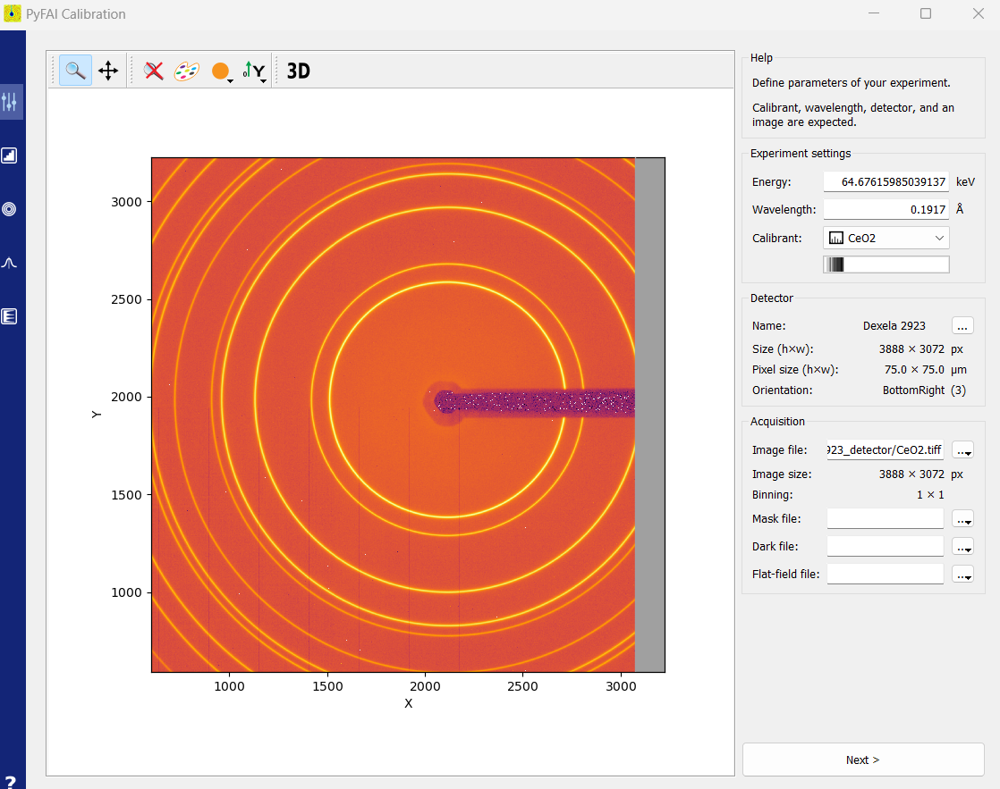 PyFAI Calibration
Y
3D
3000
2500
2000
1500
1000
Y
1000 1500 2000 2500 3000
X
Help
Define parameters of your experiment.
Calibrant, wavelength, detector, and an
image are expected.
Experiment settings
Energy: 64.67615985039137 keV
Wavelength: 0.1917 Å
Calibrant: CeO2
Detector
Name: Dexela 2923 ...
Size (h×w): 3888 × 3072 px
Pixel size (h×w): 75.0 × 75.0 µm
Orientation: BottomRight (3)
Acquisition
Image file: 923_detector/CeO2.tiff ...
Image size: 3888 × 3072 px
Binning: 1 × 1
Mask file: ...
Dark file: ...
Flat-field file: ...
Next >
?